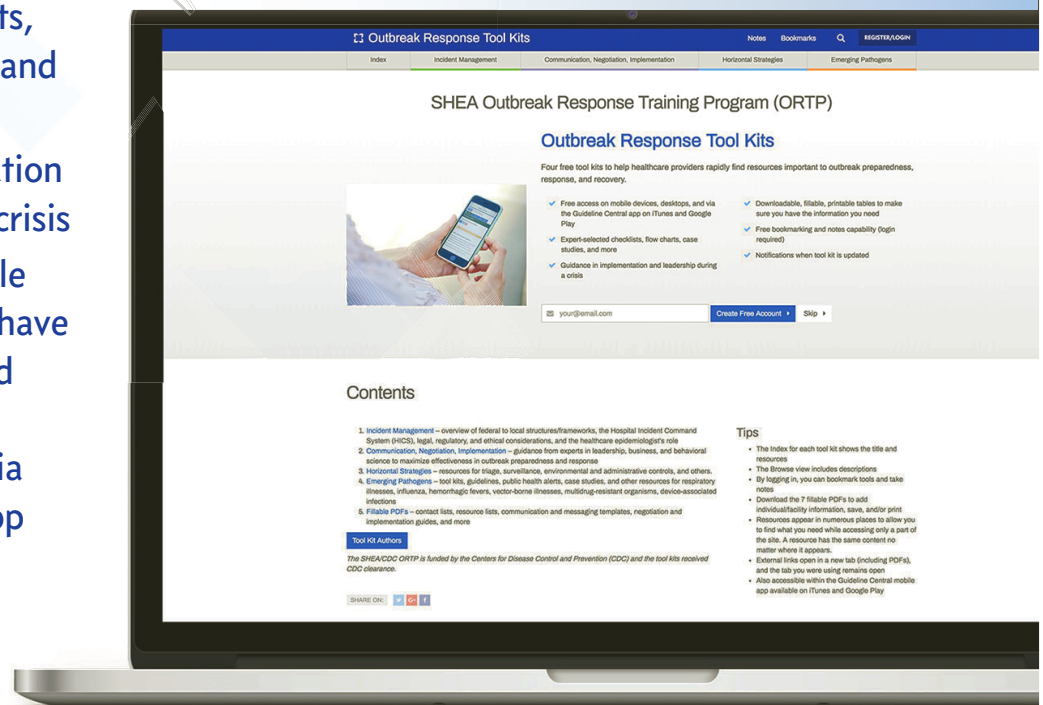 ts,
and
tion
crisis
le
have
d
ia
op
Outbreak Response Tool Kits
Notes Bookmarks REGISTER/LOGIN
Index Incident Management Communication, Negotiation, Implementation Horizontal Strategies Emerging Pathogens
SHEA Outbreak Response Training Program (ORTP)
Outbreak Response Tool Kits
Four free tool kits to help healthcare providers rapidly find resources important to outbreak preparedness,
response, and recovery.
Free access on mobile devices, desktops, and via
the Guideline Central app on iTunes and Google
Play
Expert-selected checklists, flow charts, case
studies, and more
Guidance in implementation and leadership during
a crisis
Downloadable, fillable, printable tables to make
sure you have the information you need
Free bookmarking and notes capability (login
required)
Notifications when tool kit is updated
your@email.com
Create Free Account
Skip
Contents
1. Incident Management – overview of federal to local structures/frameworks, the Hospital Incident Command
System (HICS), legal, regulatory, and ethical considerations, and the healthcare epidemiologist's role
2. Communication, Negotiation, Implementation – guidance from experts in leadership, business, and behavioral
science to maximize effectiveness in outbreak preparedness and response
3. Horizontal Strategies – resources for triage, surveillance, environmental and administrative controls, and others.
4. Emerging Pathogens – tool kits, guidelines, public health alerts, case studies, and other resources for respiratory
illnesses, influenza, hemorrhagic fevers, vector-borne illnesses, multidrug-resistant organisms, device-associated
infections
5. Fillable PDFs – contact lists, resource lists, communication and messaging templates, negotiation and
implementation guides, and more
Tool Kit Authors
The SHEA/CDC ORTP is funded by the Centers for Disease Control and Prevention (CDC) and the tool kits received
CDC clearance.
SHARE ON:
Tips
• The Index for each tool kit shows the title and
resources
• The Browse view includes descriptions
• By logging in, you can bookmark tools and take
notes
• Download the 7 fillable PDFs to add
individual/facility information, save, and/or print
• Resources appear in numerous places to allow you
to find what you need while accessing only a part of
the site. A resource has the same content no
matter where it appears.
• External links open in a new tab (including PDFs),
and the tab you were using remains open
• Also accessible within the Guideline Central mobile
app available on iTunes and Google Play